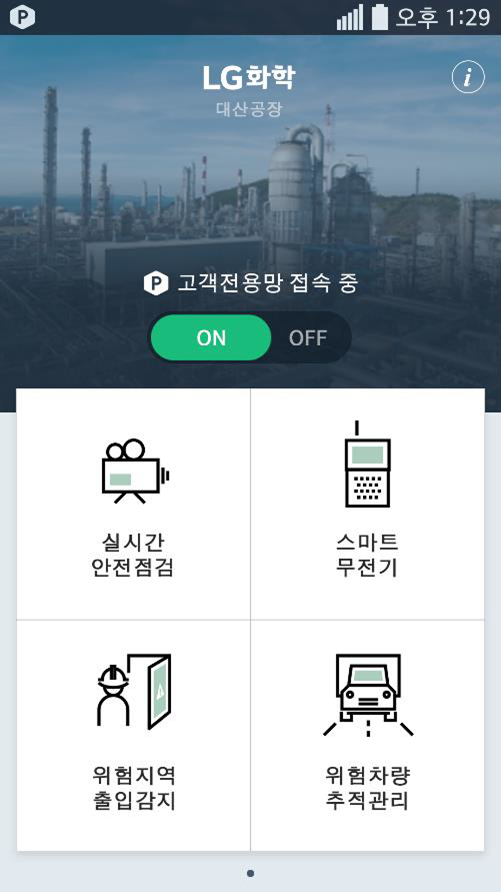 P
오후 1:29
LG화학
i
대산공장
P 고객전용망 접속 중
ON OFF
실시간
안전점검
스마트
무전기
위험지역
출입감지
위험차량
추적관리